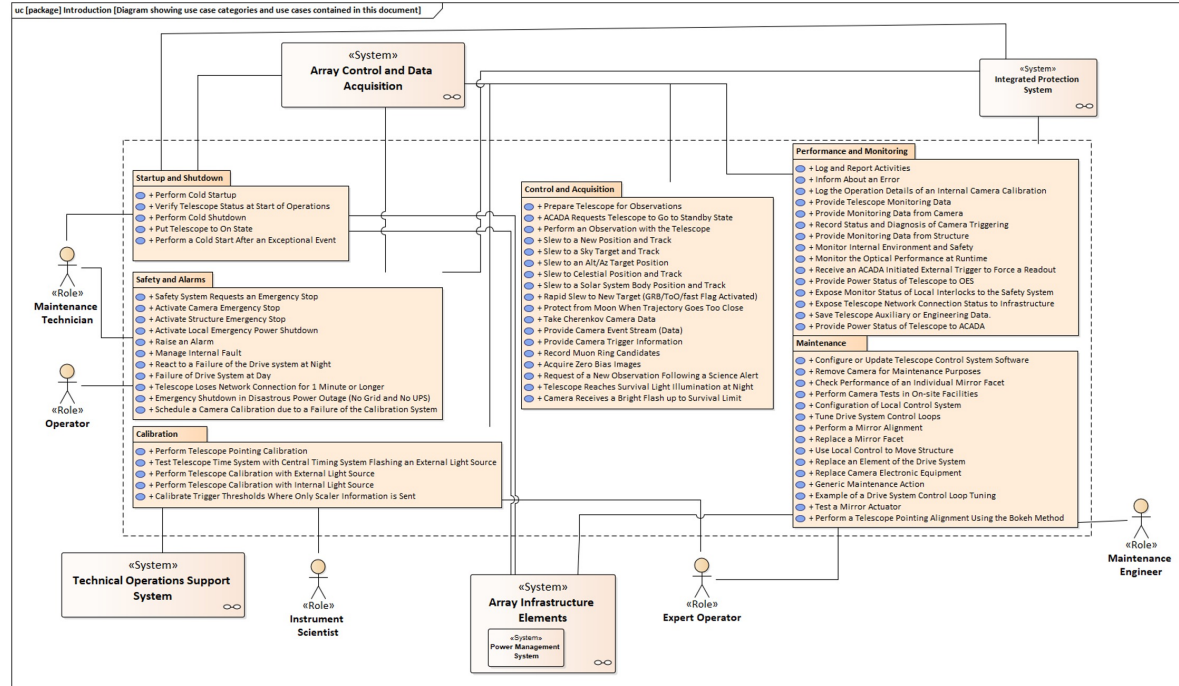 uc [package] Introduction [Diagram showing use case categories and use cases contained in this document]
«System»
Array Control and Data
Acquisition
«System»
Integrated Protection
System
Startup and Shutdown
+ Perform Cold Startup
+ Verify Telescope Status at Start of Operations
+ Perform Cold Shutdown
+ Put Telescope to On State
+ Perform a Cold Start After an Exceptional Event
Safety and Alarms
+ Safety System Requests an Emergency Stop
+ Activate Camera Emergency Stop
+ Activate Structure Emergency Stop
+ Activate Local Emergency Power Shutdown
+ Raise an Alarm
+ Manage Internal Fault
+ React to a Failure of the Drive system at Night
+ Failure of Drive System at Day
+ Telescope Loses Network Connection for 1 Minute or Longer
+ Emergency Shutdown in Disastrous Power Outage (No Grid and No UPS)
+ Schedule a Camera Calibration due to a Failure of the Calibration System
Calibration
+ Perform Telescope Pointing Calibration
+ Test Telescope Time System with Central Timing System Flashing an External Light Source
+ Perform Telescope Calibration with External Light Source
+ Perform Telescope Calibration with Internal Light Source
+ Calibrate Trigger Thresholds Where Only Scaler Information is Sent
Control and Acquisition
+ Prepare Telescope for Observations
+ ACADA Requests Telescope to Go to Standby State
+ Perform an Observation with the Telescope
+ Slew to a New Position and Track
+ Slew to a Sky Target and Track
+ Slew to an Alt/Az Target Position
+ Slew to Celestial Position and Track
+ Slew to a Solar System Body Position and Track
+ Rapid Slew to New Target (GRB/ToO/fast Flag Activated)
+ Protect from Moon When Trajectory Goes Too Close
+ Take Cherenkov Camera Data
+ Provide Camera Event Stream (Data)
+ Provide Camera Trigger Information
+ Record Muon Ring Candidates
+ Acquire Zero Bias Images
+ Request of a New Observation Following a Science Alert
+ Telescope Reaches Survival Light Illumination at Night
+ Camera Receives a Bright Flash up to Survival Limit
Performance and Monitoring
+ Log and Report Activities
+ Inform About an Error
+ Log the Operation Details of an Internal Camera Calibration
+ Provide Telescope Monitoring Data
+ Provide Monitoring Data from Camera
+ Record Status and Diagnosis of Camera Triggering
+ Provide Monitoring Data from Structure
+ Monitor Internal Environment and Safety
+ Monitor the Optical Performance at Runtime
+ Receive an ACADA Initiated External Trigger to Force a Readout
+ Provide Power Status of Telescope to OES
+ Expose Monitor Status of Local Interlocks to the Safety System
+ Expose Telescope Network Connection Status to Infrastructure
+ Save Telescope Auxiliary or Engineering Data.
+ Provide Power Status of Telescope to ACADA
Maintenance
+ Configure or Update Telescope Control System Software
+ Remove Camera for Maintenance Purposes
+ Check Performance of an Individual Mirror Facet
+ Perform Camera Tests in On-site Facilities
+ Configuration of Local Control System
+ Tune Drive System Control Loops
+ Perform a Mirror Alignment
+ Replace a Mirror Facet
+ Use Local Control to Move Structure
+ Replace an Element of the Drive System
+ Replace Camera Electronic Equipment
+ Generic Maintenance Action
+ Example of a Drive System Control Loop Tuning
+ Test a Mirror Actuator
+ Perform a Telescope Pointing Alignment Using the Bokeh Method
«Role»
Maintenance
Technician
«Role»
Operator
«System»
Technical Operations Support
System
«Role»
Instrument
Scientist
«System»
Array Infrastructure
Elements
«System»
Power Management
System
«Role»
Expert Operator
«Role»
Maintenance
Engineer